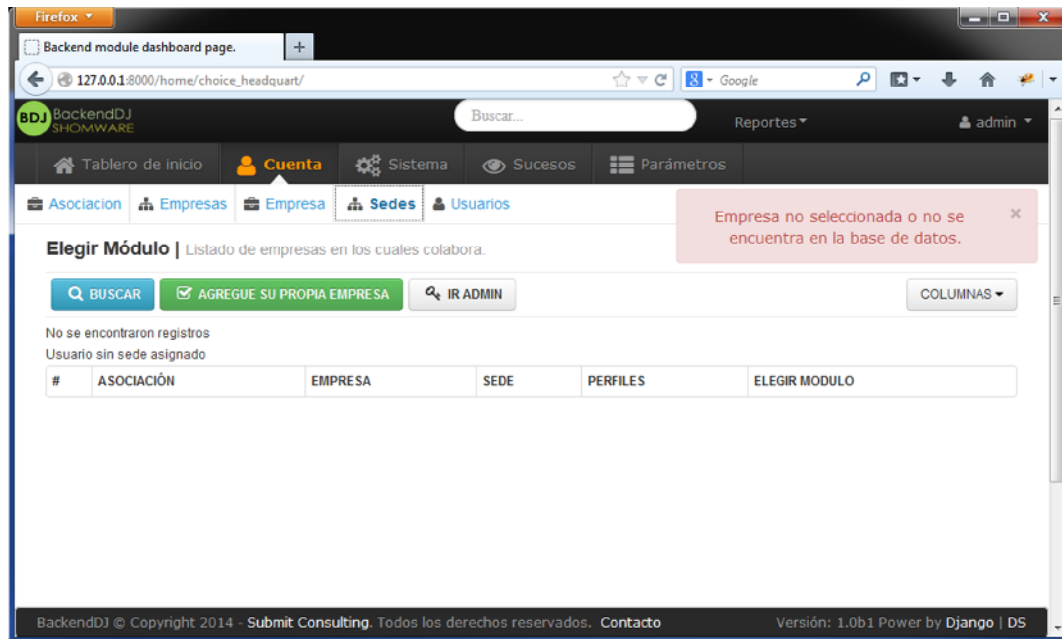 Firefox
Backend module dashboard page.
127.0.0.1:8000/home/choice_headquart/
Google
BDJ BackendDJ
SHOMWARE
Buscar...
Reportes
admin
Tablero de inicio Cuenta Sistema Sucesos Parámetros
Asociacion Empresas Empresa Sedes Usuarios
Empresa no seleccionada o no se
encuentra en la base de datos.
Elegir Módulo | Listado de empresas en los cuales colabora.
BUSCAR AGREGUE SU PROPIA EMPRESA IR ADMIN COLUMNAS
No se encontraron registros
Usuario sin sede asignado
# ASOCIACIÓN EMPRESA SEDE PERFILES ELEGIR MODULO
BackendDJ © Copyright 2014 - Submit Consulting. Todos los derechos reservados. Contacto Versión: 1.0b1 Power by Django | DS